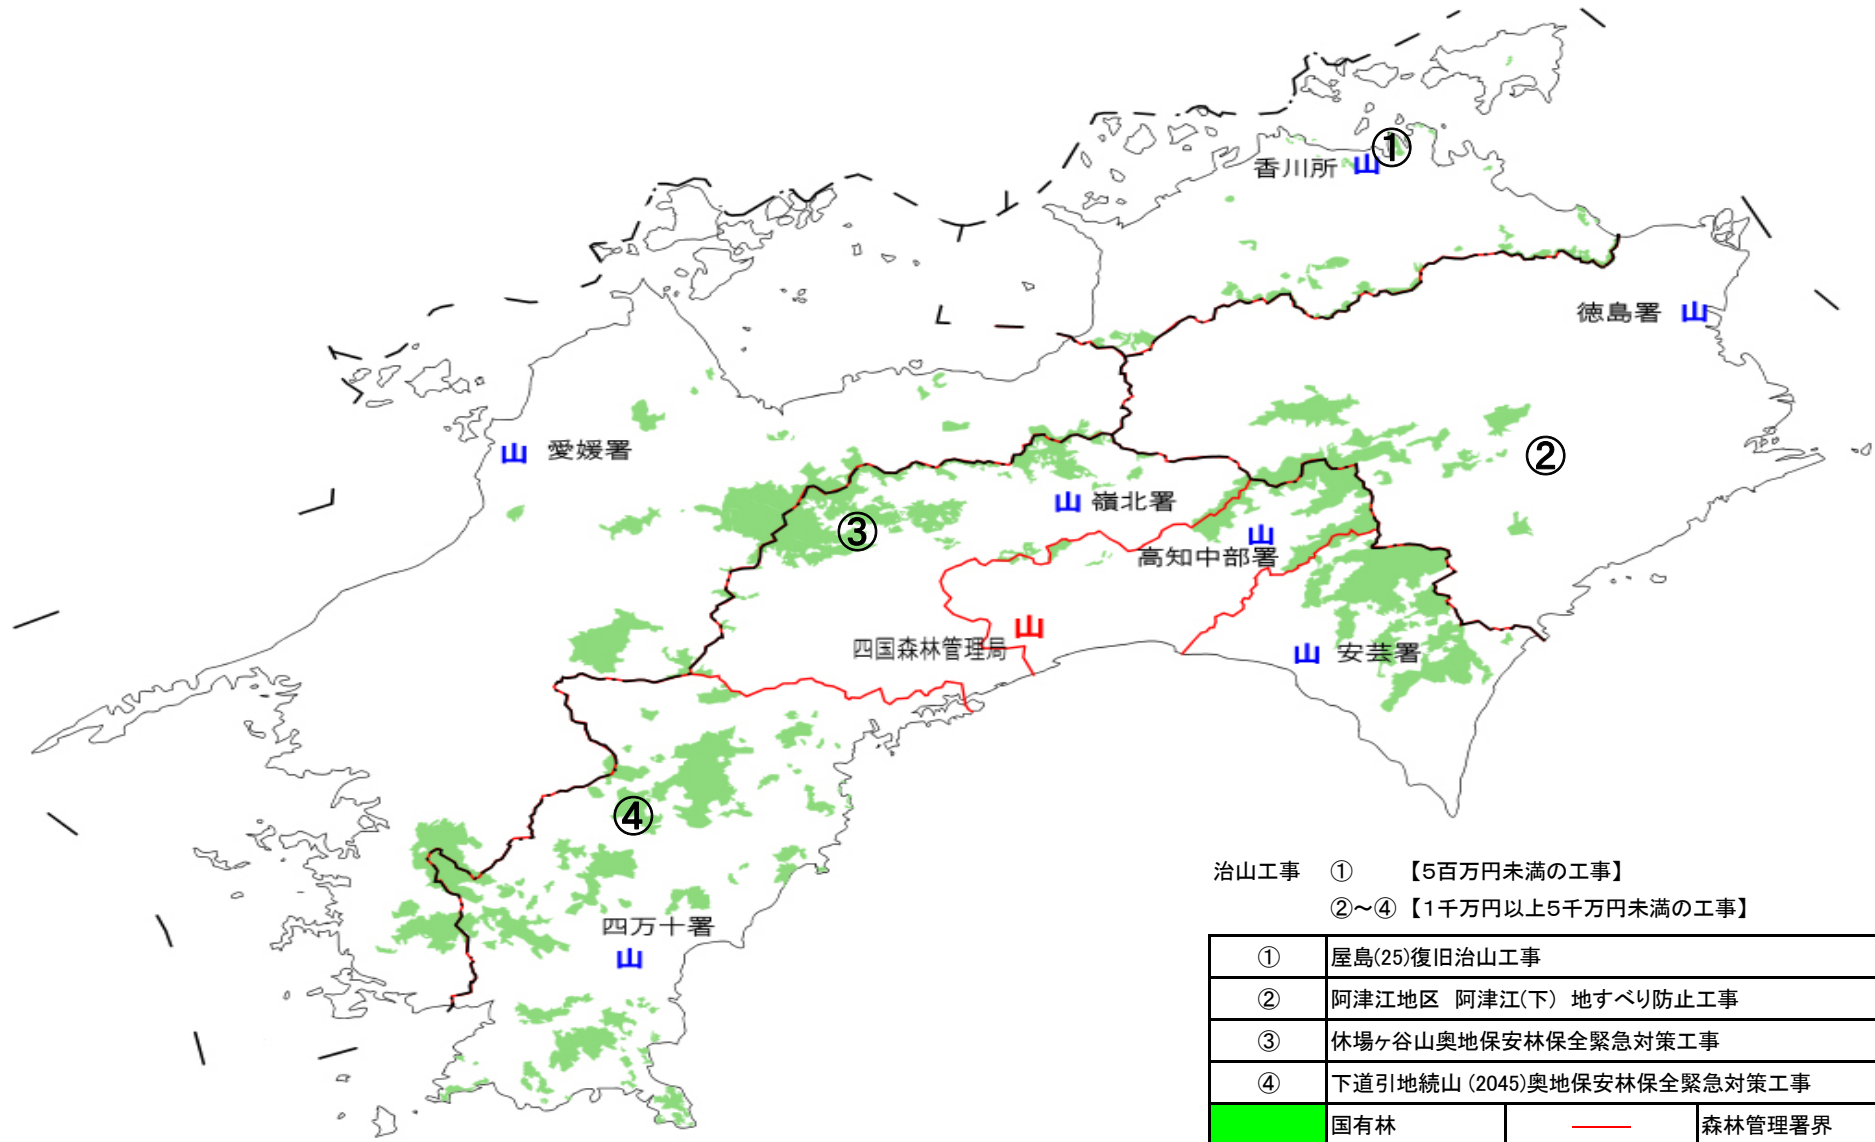 ①
香川所 山
徳島署 山
山 愛媛署
②
山 嶺北署
③
山
高知中部署
山
四国森林管理局
山 安芸署
④
四万十署
山
治山工事 ① 【5百万円未満の工事】
②～④ 【1千万円以上5千万円未満の工事】
① 屋島(25)復旧治山工事
② 阿津江地区 阿津江(下) 地すべり防止工事
③ 休場ヶ谷山奥地保安林保全緊急対策工事
④ 下道引地続山(2045)奥地保安林保全緊急対策工事
国有林 森林管理署界